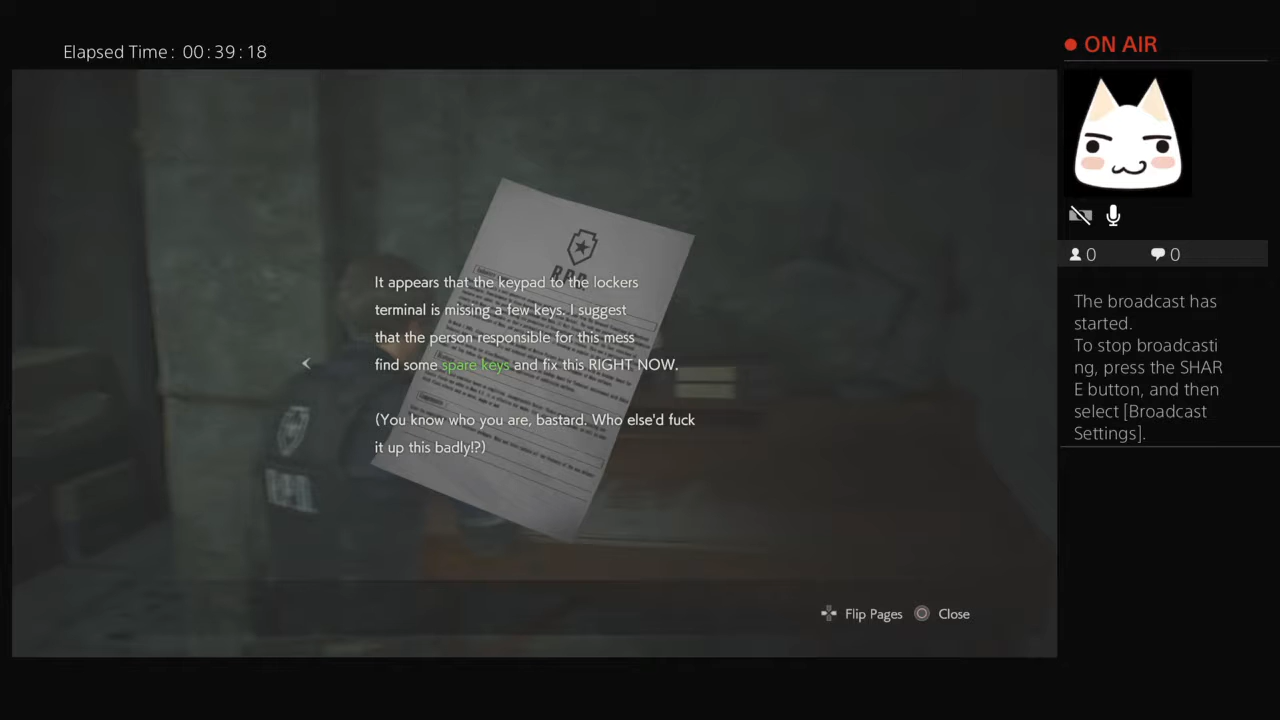 Elapsed Time: 00:39:18
ON AIR
R.P.D.
It appears that the keypad to the lockers
terminal is missing a few keys. I suggest
that the person responsible for this mess
find some spare keys and fix this RIGHT NOW.
(You know who you are, bastard. Who else'd fuck
it up this badly!?)
Flip Pages
Close
0
0
The broadcast has
started.
To stop broadcasti
ng, press the SHAR
E button, and then
select [Broadcast
Settings].